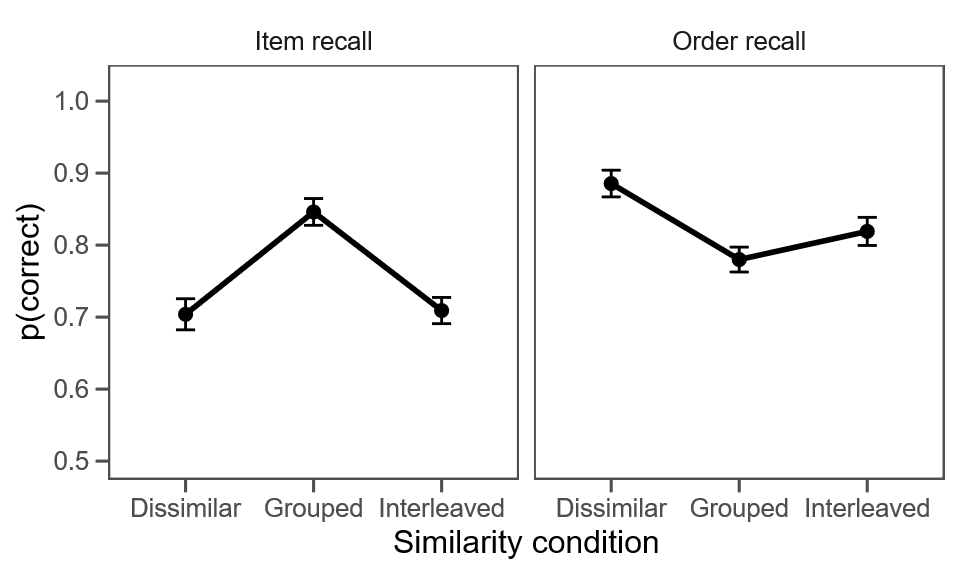 Item recall
Order recall
p(correct)
1.0
0.9
0.8
0.7
0.6
0.5
Dissimilar Grouped Interleaved
Dissimilar Grouped Interleaved
Similarity condition